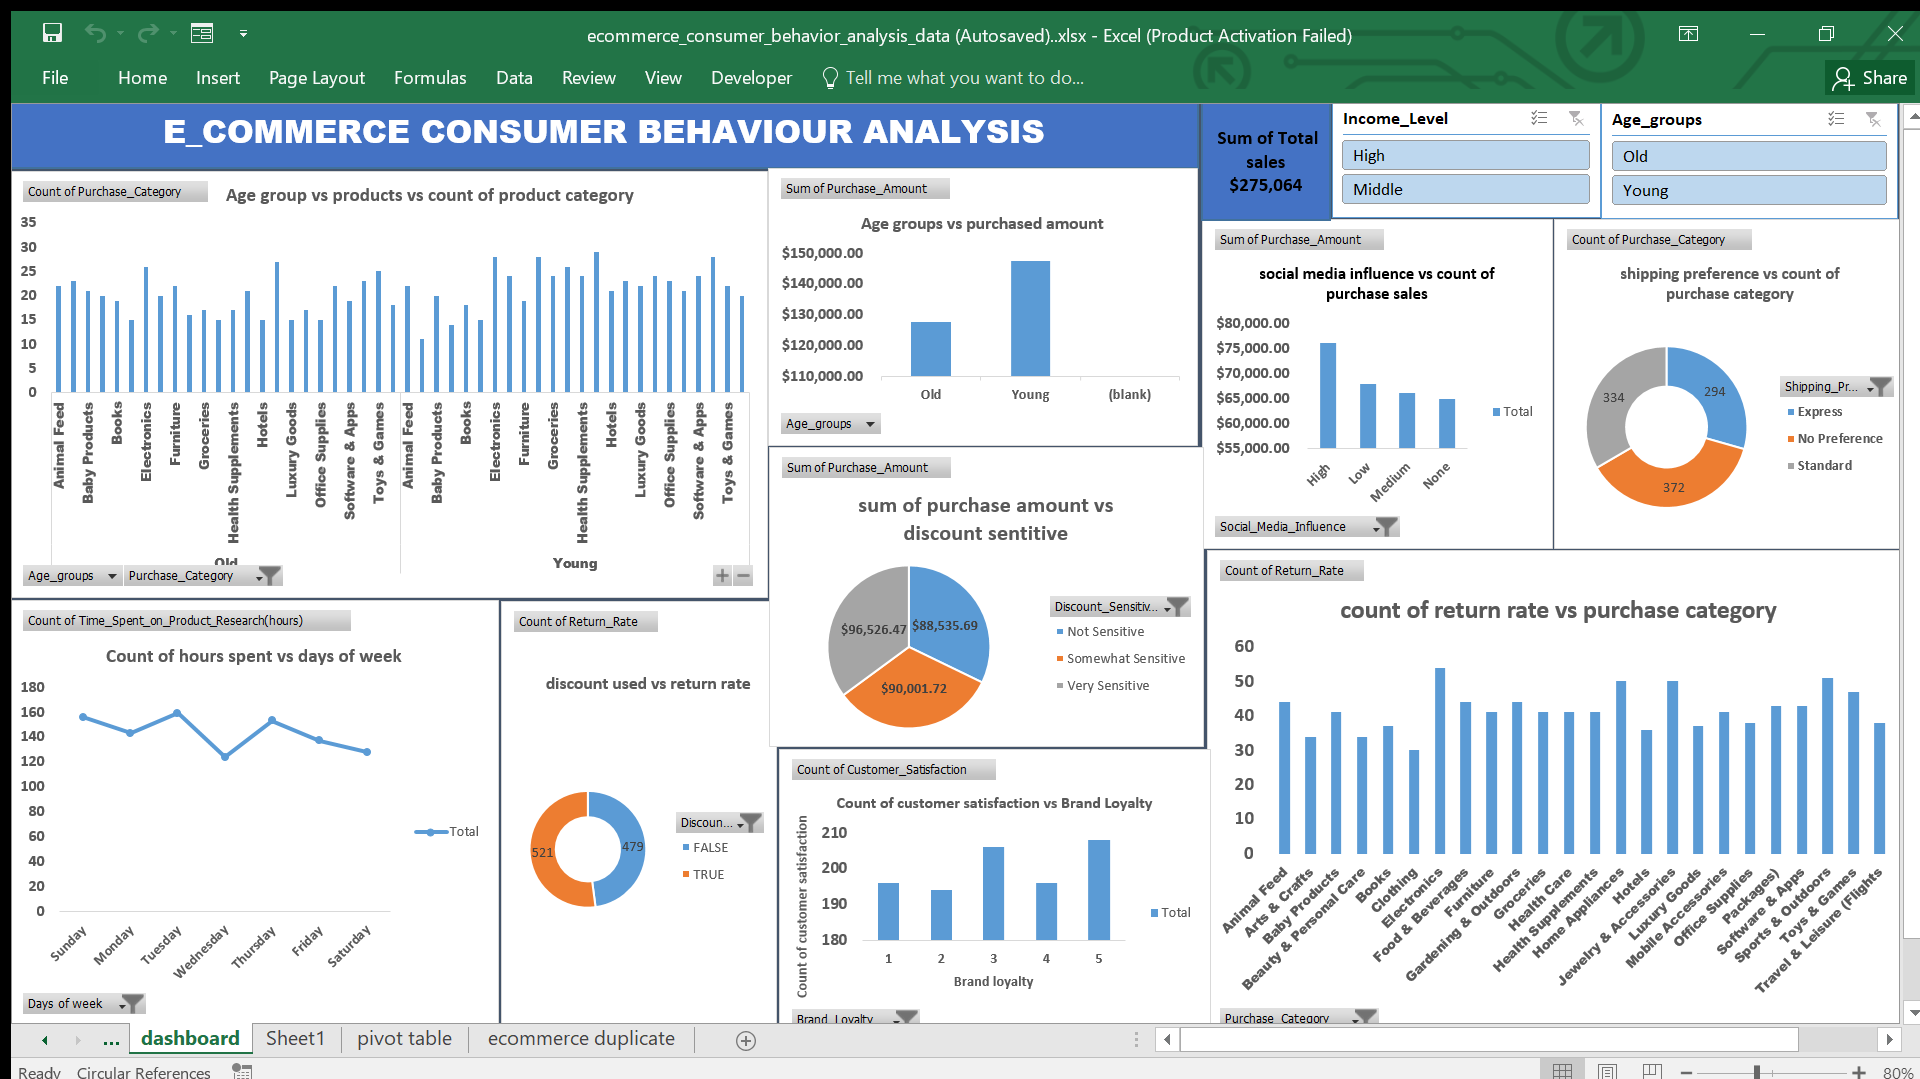 ecommerce_consumer_behavior_analysis_data (Autosaved)..xlsx - Excel (Product Activation Failed)
File Home Insert Page Layout Formulas Data Review View Developer Tell me what you want to do... Share
E_COMMERCE CONSUMER BEHAVIOUR ANALYSIS
Sum of Total
sales
$275,064
Income_Level
High
Middle
Age_groups
Old
Young
Count of Purchase_Category
Age group vs products vs count of product category
35
30
25
20
15
10
5
0
Animal Feed
Baby Products
Books
Electronics
Furniture
Groceries
Health Supplements
Hotels
Luxury Goods
Office Supplies
Software & Apps
Toys & Games
Animal Feed
Baby Products
Books
Electronics
Furniture
Groceries
Health Supplements
Hotels
Luxury Goods
Office Supplies
Software & Apps
Toys & Games
Old
Young
Age_groups
Purchase_Category
Sum of Purchase_Amount
Age groups vs purchased amount
$150,000.00
$140,000.00
$130,000.00
$120,000.00
$110,000.00
Old Young (blank)
Age_groups
Sum of Purchase_Amount
social media influence vs count of
purchase sales
$80,000.00
$75,000.00
$70,000.00
$65,000.00
$60,000.00
$55,000.00
High
Low
Medium
None
Total
Social_Media_Influence
Count of Purchase_Category
shipping preference vs count of
purchase category
334
294
372
Shipping_Pr...
Express
No Preference
Standard
Sum of Purchase_Amount
sum of purchase amount vs
discount sentitive
$96,526.47
$88,535.69
$90,001.72
Discount_Sensitiv...
Not Sensitive
Somewhat Sensitive
Very Sensitive
Count of Time_Spent_on_Product_Research(hours)
Count of hours spent vs days of week
180
160
140
120
100
80
60
40
20
0
Sunday
Monday
Tuesday
Wednesday
Thursday
Friday
Saturday
Total
Days of week
Count of Return_Rate
discount used vs return rate
521
479
Discoun...
FALSE
TRUE
Count of Customer_Satisfaction
Count of customer satisfaction vs Brand Loyalty
Count of customer satisfaction
210
200
190
180
1 2 3 4 5
Brand loyalty
Total
Brand_Loyalty
Count of Return_Rate
count of return rate vs purchase category
60
50
40
30
20
10
0
Animal Feed
Arts & Crafts
Baby Products
Beauty & Personal Care
Books
Clothing
Electronics
Food & Beverages
Furniture
Gardening & Outdoors
Groceries
Health Care
Health Supplements
Home Appliances
Hotels
Jewelry & Accessories
Luxury Goods
Mobile Accessories
Office Supplies
Packages)
Software & Apps
Sports & Outdoors
Toys & Games
Travel & Leisure (Flights
Purchase_Category
... dashboard Sheet1 pivot table ecommerce duplicate
Ready Circular References 80%